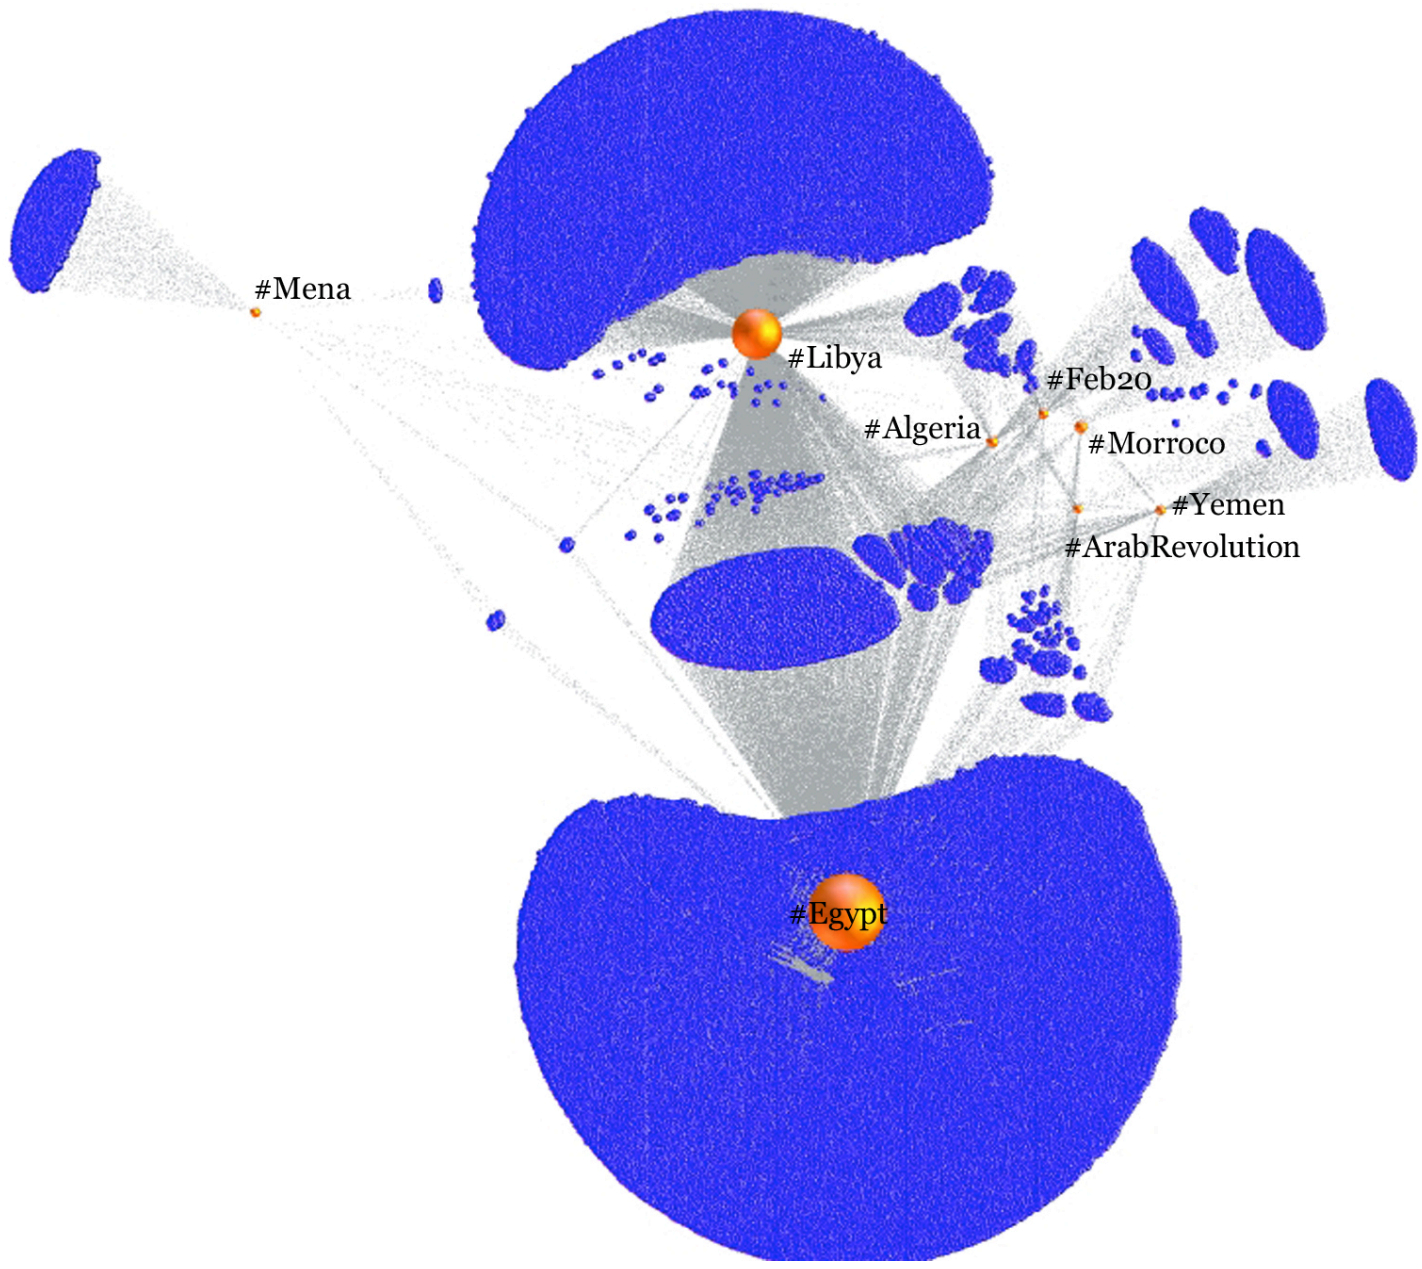 #Mena
#Libya
#Feb20
#Algeria
#Morroco
#Yemen
#ArabRevolution
#Egypt